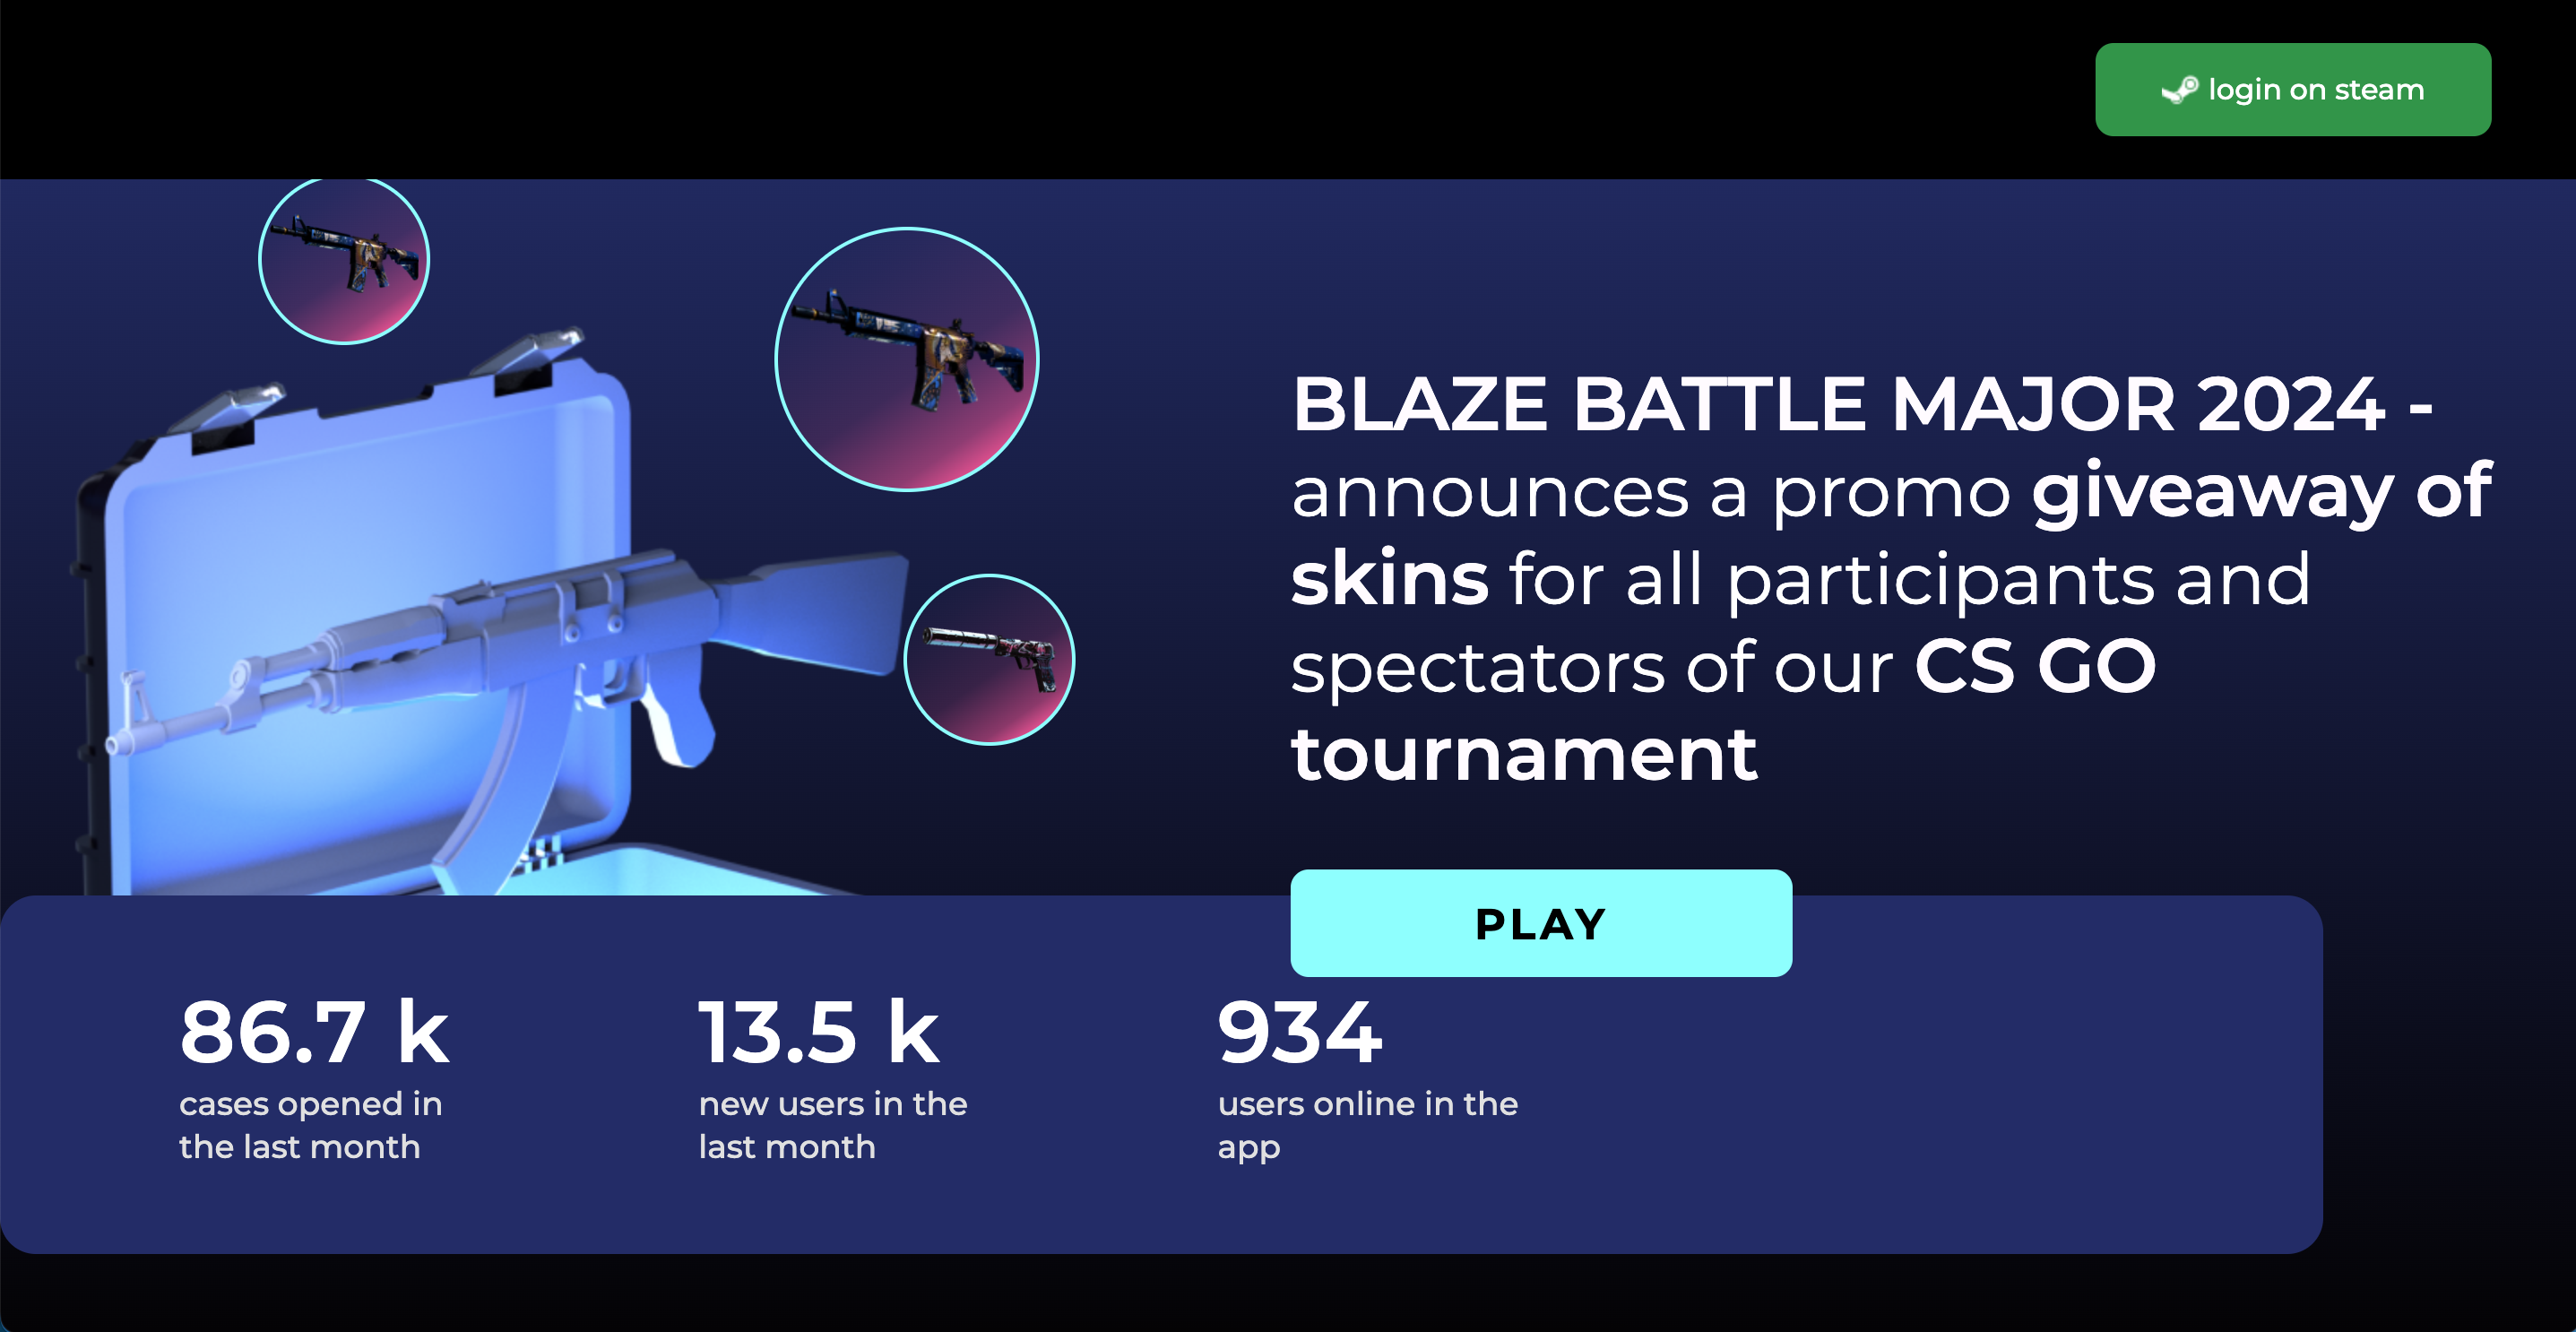 login on steam
BLAZE BATTLE MAJOR 2024 -
announces a promo giveaway of
skins for all participants and
spectators of our CS GO
tournament
PLAY
86.7 k
cases opened in
the last month
13.5 k
new users in the
last month
934
users online in the
app